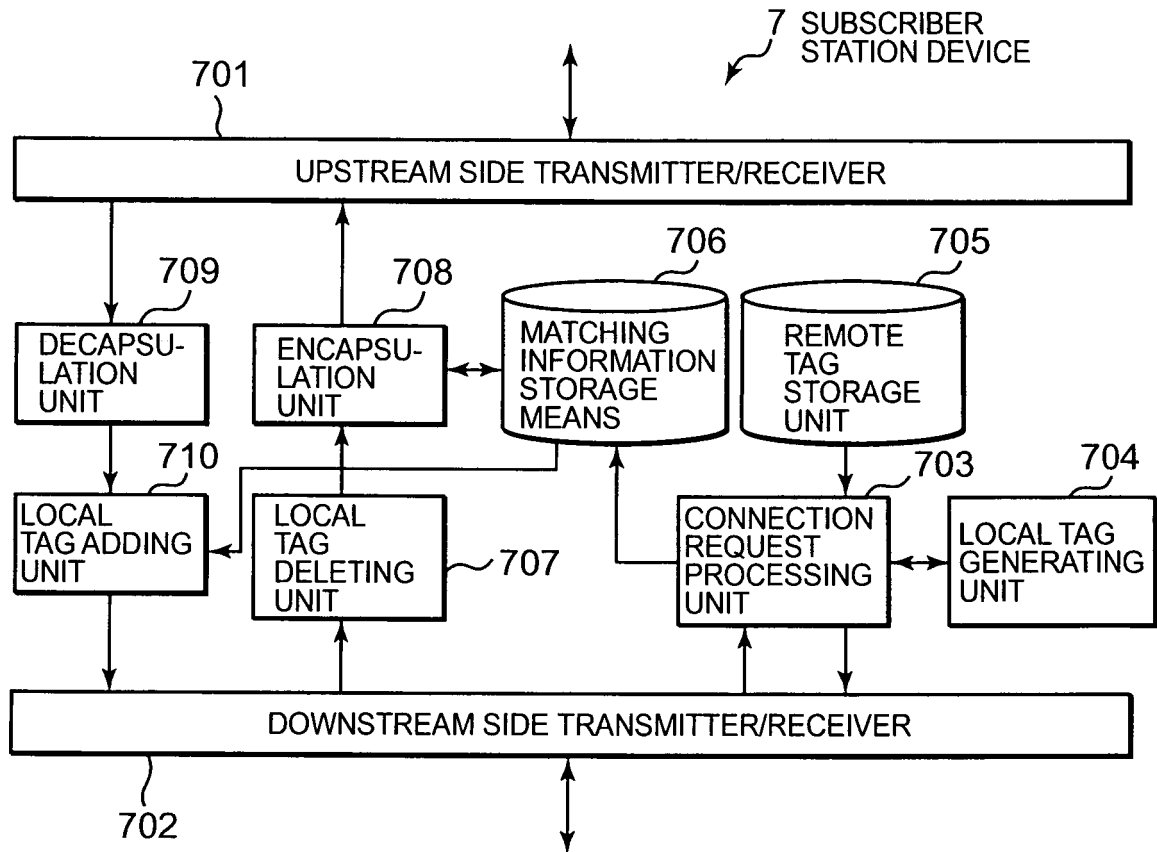 7 SUBSCRIBER
STATION DEVICE
701
UPSTREAM SIDE TRANSMITTER/RECEIVER
709
DECAPSU-
LATION
UNIT
708
ENCAPSU-
LATION
UNIT
706
MATCHING
INFORMATION
STORAGE
MEANS
705
REMOTE
TAG
STORAGE
UNIT
710
LOCAL
TAG ADDING
UNIT
LOCAL
TAG
DELETING
UNIT
707
703
CONNECTION
REQUEST
PROCESSING
UNIT
704
LOCAL TAG
GENERATING
UNIT
DOWNSTREAM SIDE TRANSMITTER/RECEIVER
702